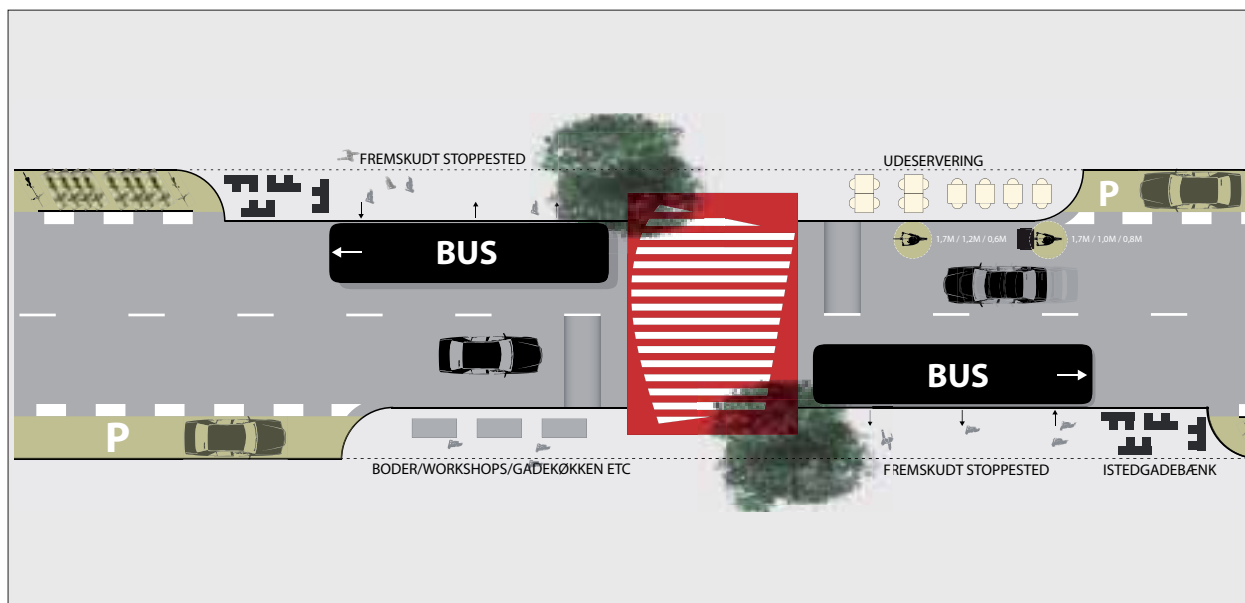 FREMSKUDT STOPPESTED
UDESERVERING
P
BUS
1,7M / 1,2M / 0,6M
1,7M / 1,0M / 0,8M
BUS
P
BODER/WORKSHOPS/GADEKØKKEN ETC
FREMSKUDT STOPPESTED
ISTEDGADEBÆNK